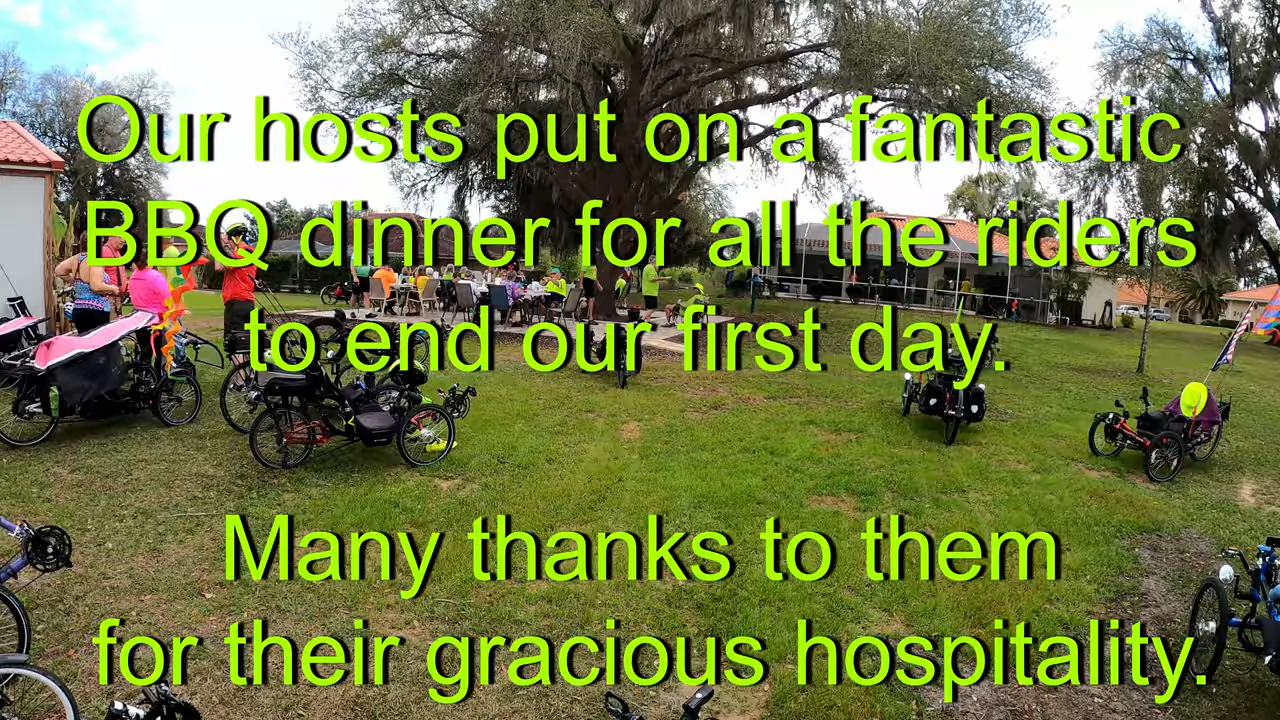 Our hosts put on a fantastic
BBQ dinner for all the riders
to end our first day.
Many thanks to them
for their gracious hospitality.